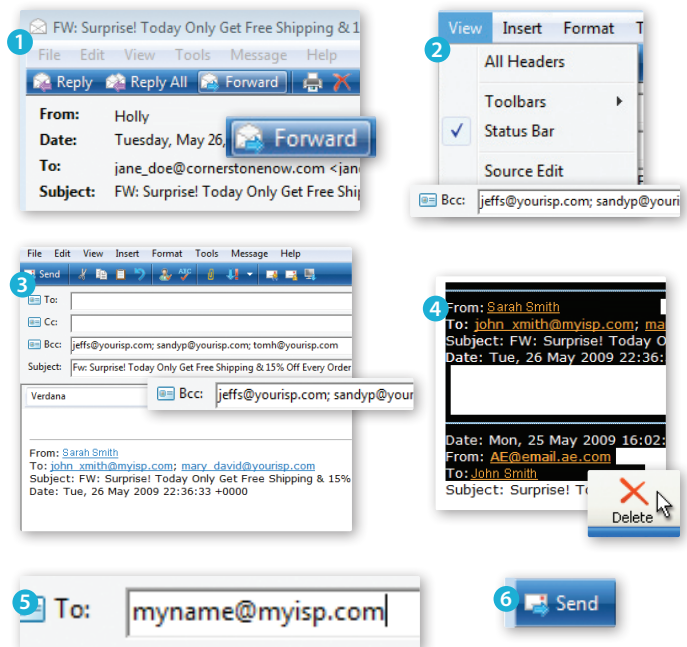 1
FW: Surprise! Today Only Get Free Shipping & 1
File Edit View Tools Message Help
Reply Reply All Forward
From: Holly
Date: Tuesday, May 26,
Forward
To: jane_doe@cornerstonenow.com <jan
Subject: FW: Surprise! Today Only Get Free Ship
2
View Insert Format T
All Headers
Toolbars
Status Bar
Source Edit
Bcc: jeffs@yourisp.com; sandyp@youri
3
File Edit View Insert Format Tools Message Help
Send
To:
Cc:
Bcc: jeffs@yourisp.com; sandyp@yourisp.com; tomh@yourisp.com
Subject: Fw: Surprise! Today Only Get Free Shipping & 15% Off Every Order
Verdana
Bcc: jeffs@yourisp.com; sandyp@your
From: Sarah Smith
To: john_xmith@myisp.com; mary_david@yourisp.com
Subject: FW: Surprise! Today Only Get Free Shipping & 15%
Date: Tue, 26 May 2009 22:36:33 +0000
4
From: Sarah Smith
To: john_xmith@myisp.com; ma
Subject: FW: Surprise! Today O
Date: Tue, 26 May 2009 22:36:
Date: Mon, 25 May 2009 16:02:
From: AE@email.ae.com
To: John Smith
Subject: Surprise! To
Delete
5
To: myname@myisp.com
6
Send